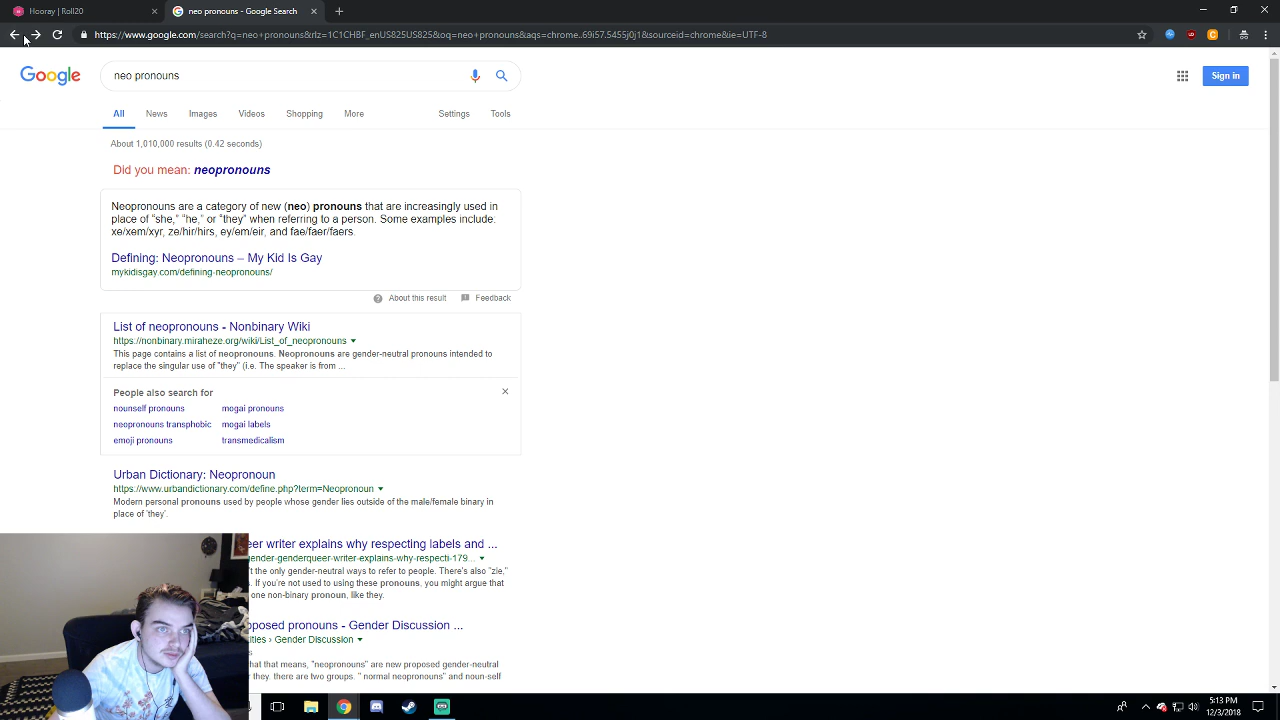 Hooray | Roll20
neo pronouns - Google Search
https://www.google.com/search?q=neo+pronouns&rlz=1C1CHBF_enUS825US825&oq=neo+pronouns&aqs=chrome..69i57.5455j0j1&sourceid=chrome&ie=UTF-8
Google
neo pronouns
Sign in
All News Images Videos Shopping More Settings Tools
About 1,010,000 results (0.42 seconds)
Did you mean: neopronouns
Neopronouns are a category of new (neo) pronouns that are increasingly used in
place of “she,” “he,” or “they” when referring to a person. Some examples include:
xe/xem/xyr, ze/hir/hirs, ey/em/eir, and fae/faer/faers.
Defining: Neopronouns – My Kid Is Gay
mykidisgay.com/defining-neopronouns/
About this result Feedback
List of neopronouns - Nonbinary Wiki
https://nonbinary.miraheze.org/wiki/List_of_neopronouns
This page contains a list of neopronouns. Neopronouns are gender-neutral pronouns intended to
replace the singular use of "they" (i.e. The speaker is from ...
People also search for
nounself pronouns mogai pronouns
neopronouns transphobic mogai labels
emoji pronouns transmedicalism
Urban Dictionary: Neopronoun
https://www.urbandictionary.com/define.php?term=Neopronoun
Modern personal pronouns used by people whose gender lies outside of the male/female binary in
place of 'they'.
eer writer explains why respecting labels and ...
ender-genderqueer-writer-explains-why-respecti-179...
't the only gender-neutral ways to refer to people. There's also "zie,"
. If you're not used to using these pronouns, you might argue that
one non-binary pronoun, like they.
posed pronouns - Gender Discussion ...
ities › Gender Discussion
s
that that means, "neopronouns" are new proposed gender-neutral
r they. there are two groups. " normal neopronouns" and noun-self
5:13 PM
12/3/2018